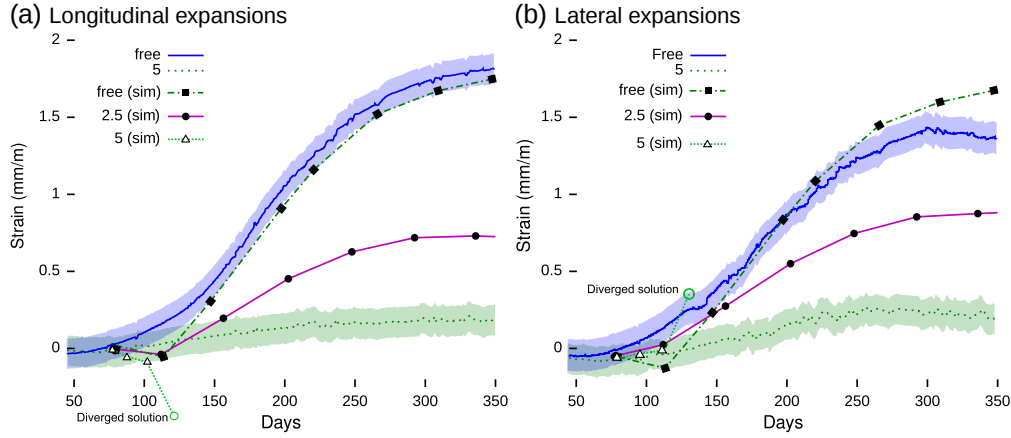 (a) Longitudinal expansions
2
1.5
1
0.5
0
Strain (mm/m)
free
5
free (sim)
2.5 (sim)
5 (sim)
50
100
150
200
250
300
350
Diverged solution
Days
(b) Lateral expansions
2
1.5
1
0.5
0
Strain (mm/m)
Free
5
free (sim)
2.5 (sim)
5 (sim)
Diverged solution
50
100
150
200
250
300
350
Days